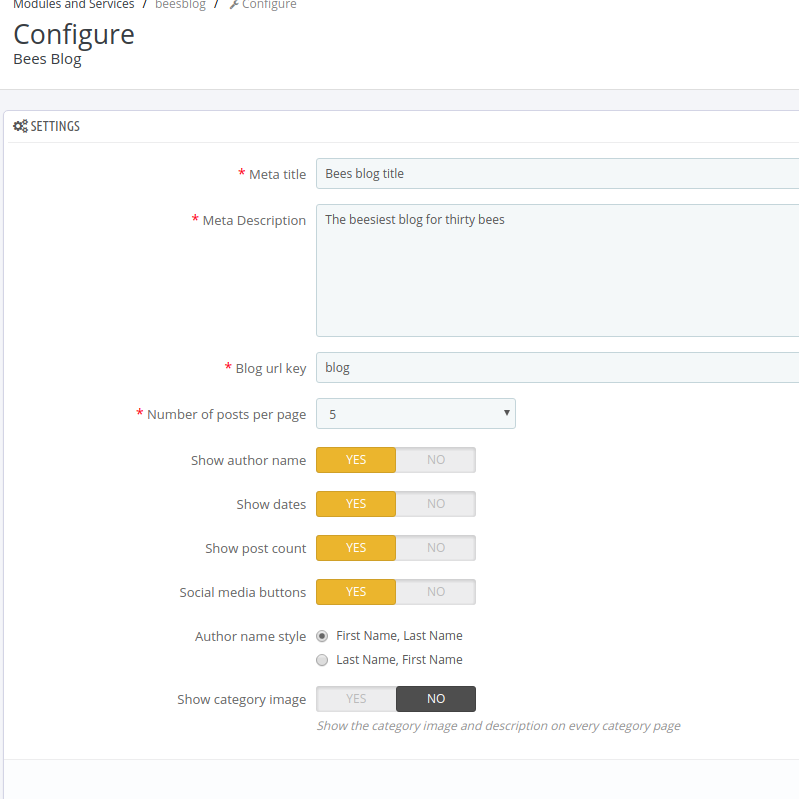 Modules and Services / beesblog / Configure
Configure
Bees Blog
SETTINGS
* Meta title Bees blog title
* Meta Description The beesiest blog for thirty bees
* Blog url key blog
* Number of posts per page 5
Show author name YES NO
Show dates YES NO
Show post count YES NO
Social media buttons YES NO
Author name style First Name, Last Name
Last Name, First Name
Show category image YES NO
Show the category image and description on every category page